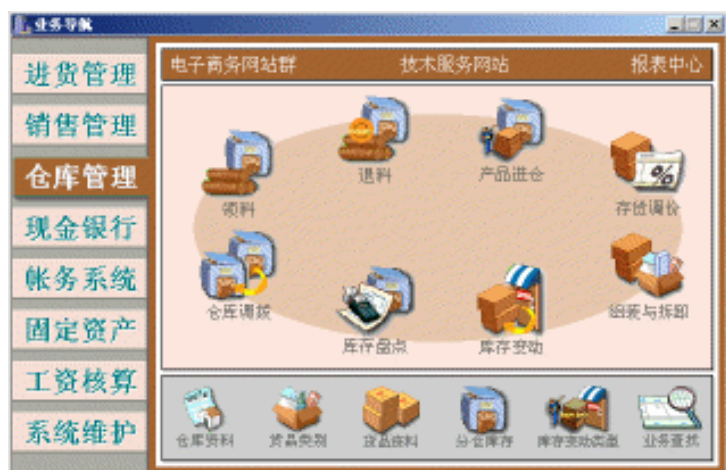 业务导航
进货管理
销售管理
仓库管理
现金银行
帐务系统
固定资产
工资核算
系统维护
电子商务网站群 技术服务网站 报表中心
领料 退料 产品进仓 存货调价
仓库调拨 库存盘点 库存变动 组装与拆卸
仓库资料 货品类别 货品资料 分仓库存 库存变动类型 业务查找